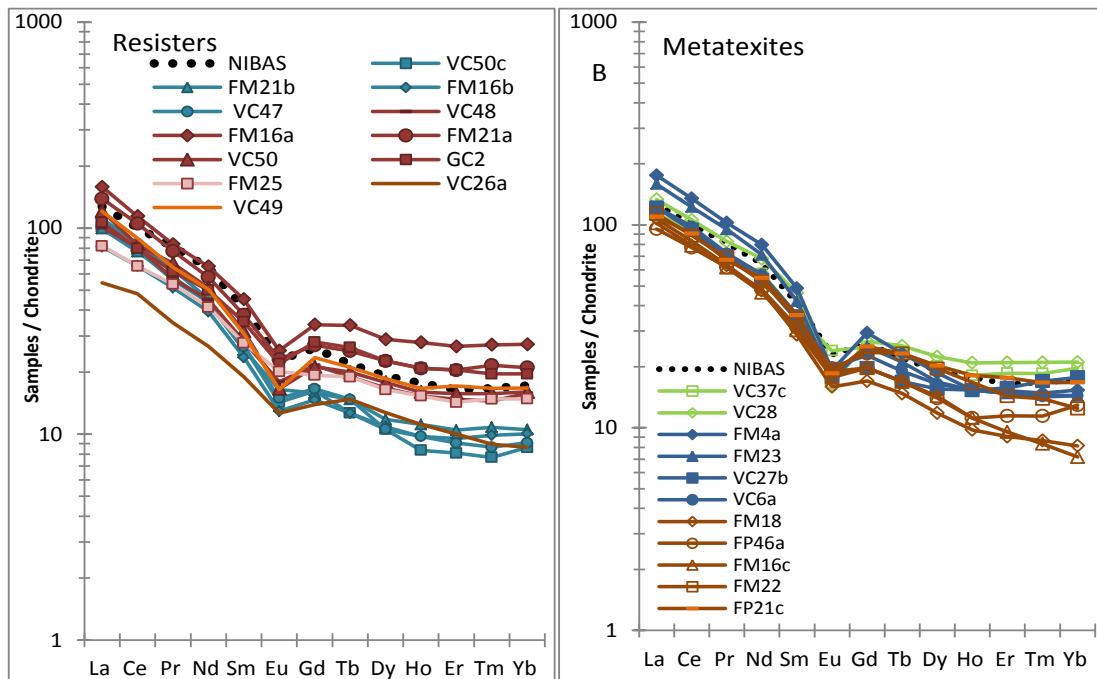 1000
100
10
1
Samples / Chondrite
Resisters
NIBAS VC50c
FM21b FM16b
VC47 VC48
FM16a FM21a
VC50 GC2
FM25 VC26a
VC49
La Ce Pr Nd Sm Eu Gd Tb Dy Ho Er Tm Yb
1000
100
10
1
Samples / Chondrite
Metatexites
B
NIBAS
VC37c
VC28
FM4a
FM23
VC27b
VC6a
FM18
FP46a
FM16c
FM22
FP21c
La Ce Pr Nd Sm Eu Gd Tb Dy Ho Er Tm Yb